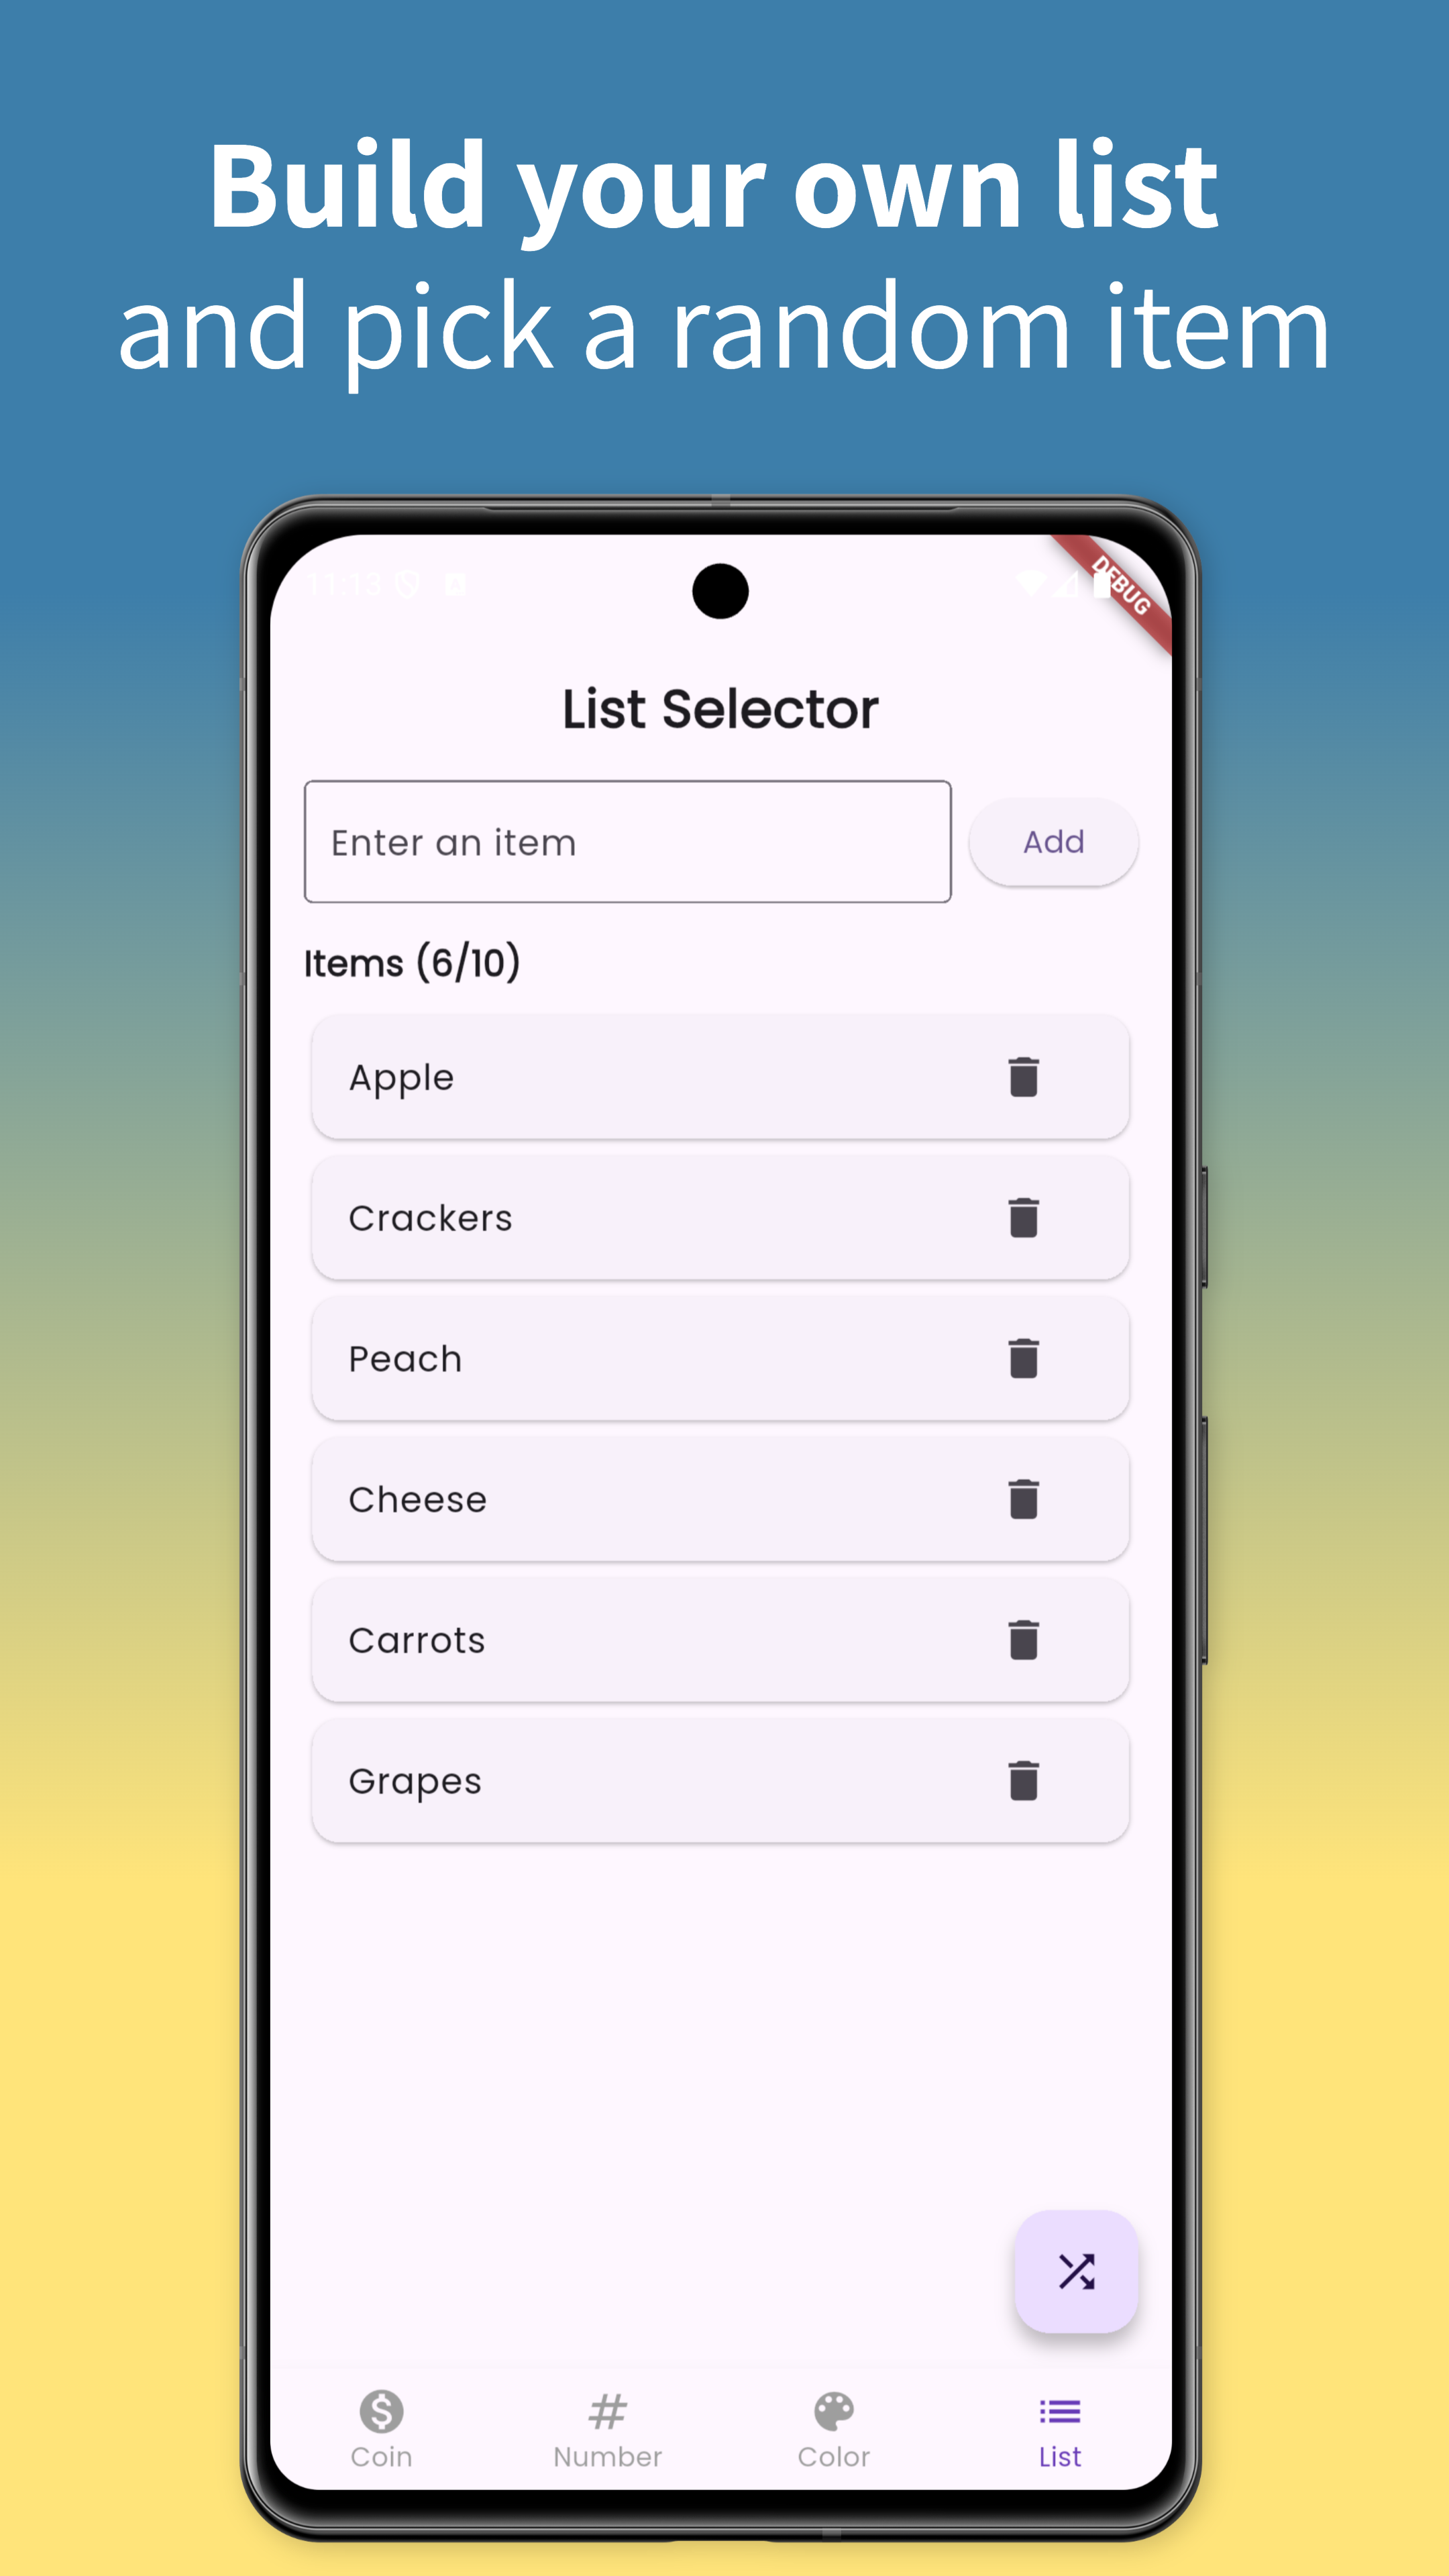 Build your own list
and pick a random item
11:13
DEBUG
List Selector
Enter an item
Add
Items (6/10)
Apple
Crackers
Peach
Cheese
Carrots
Grapes
Coin
Number
Color
List